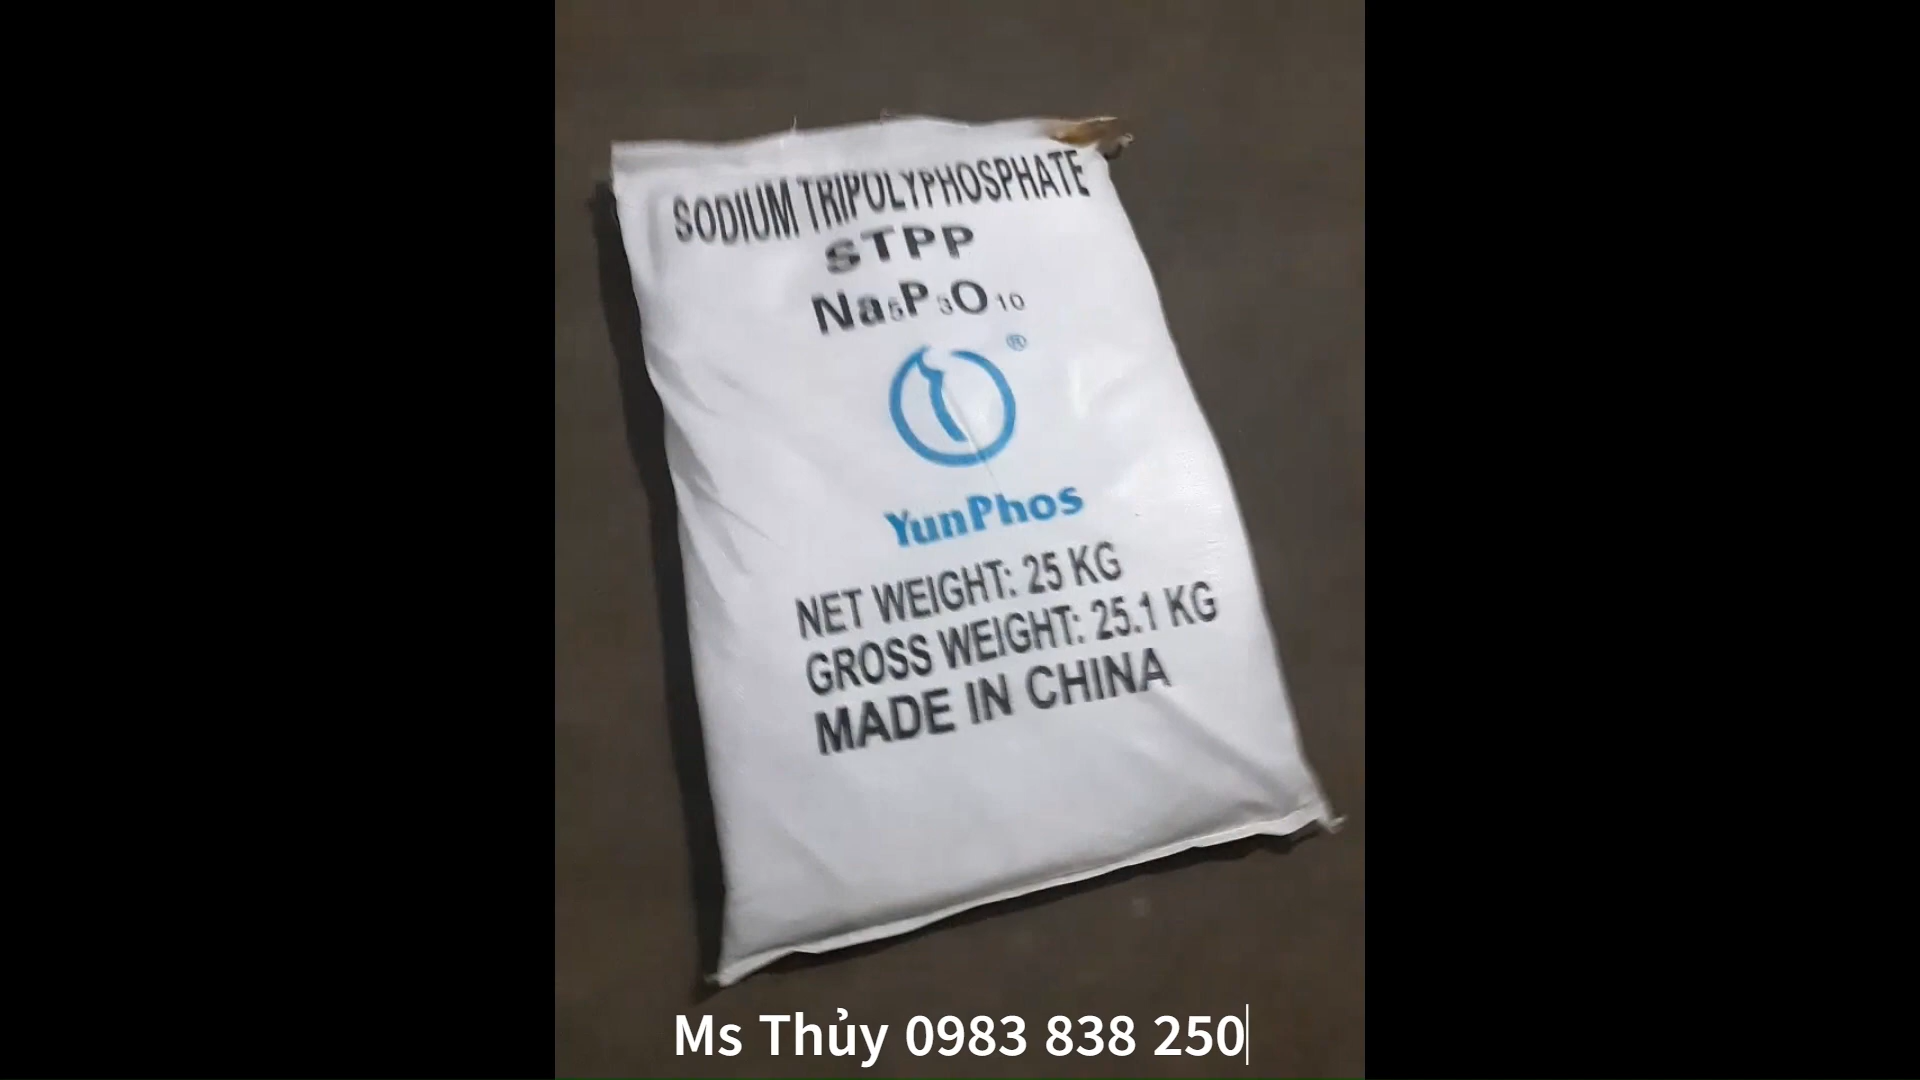 SODIUM TRIPOLYPHOSPHATE
STPP
Na₅P₃O₁₀
®
YunPhos
NET WEIGHT: 25 KG
GROSS WEIGHT: 25.1 KG
MADE IN CHINA
Ms Thủy 0983 838 250